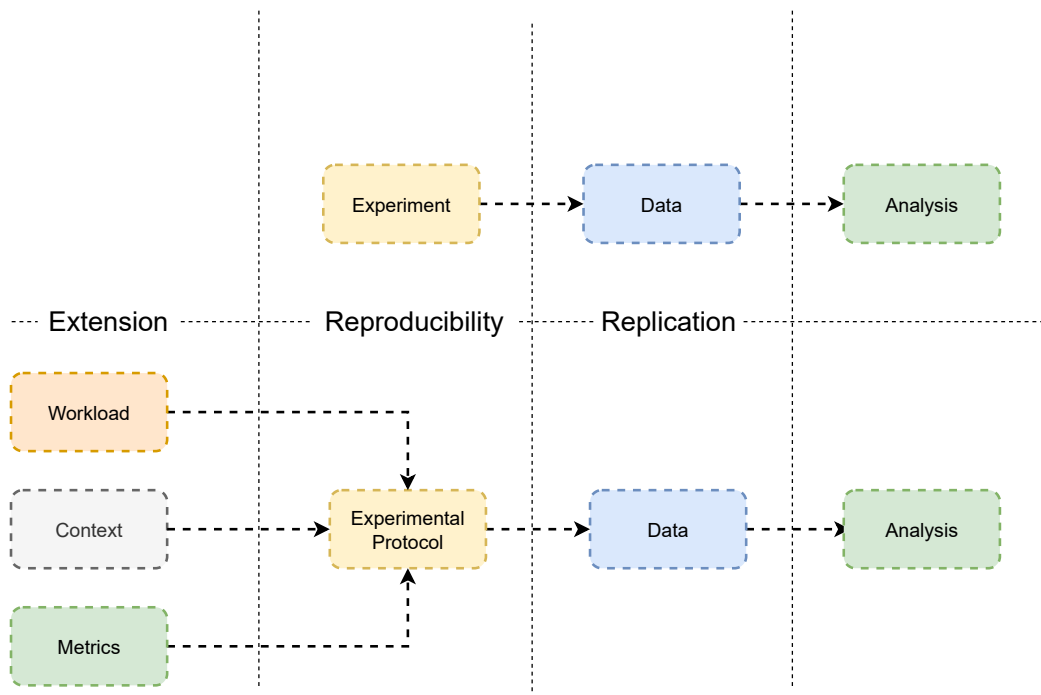 Experiment
Data
Analysis
Extension
Reproducibility
Replication
Workload
Context
Experimental
Protocol
Data
Analysis
Metrics